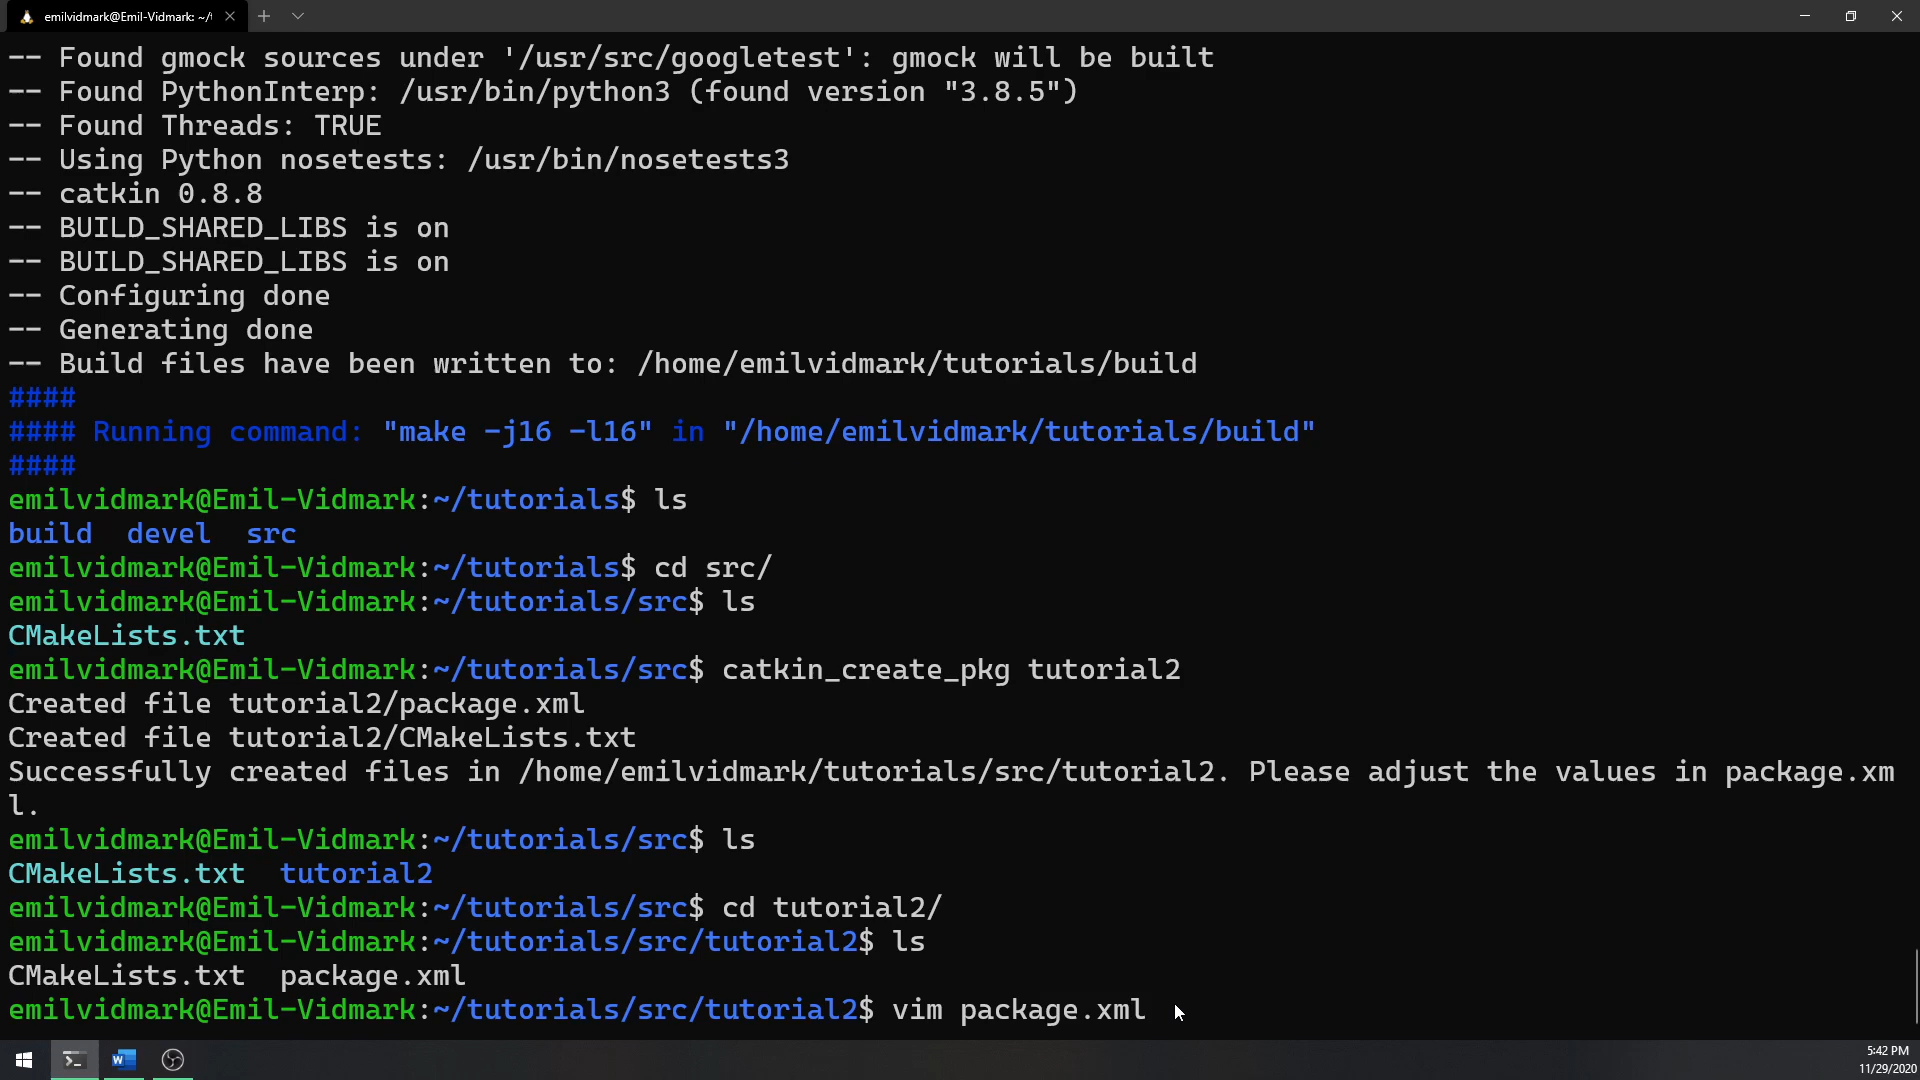 emilvidmark@Emil-Vidmark: ~/t
-- Found gmock sources under '/usr/src/googletest': gmock will be built
-- Found PythonInterp: /usr/bin/python3 (found version "3.8.5")
-- Found Threads: TRUE
-- Using Python nosetests: /usr/bin/nosetests3
-- catkin 0.8.8
-- BUILD_SHARED_LIBS is on
-- BUILD_SHARED_LIBS is on
-- Configuring done
-- Generating done
-- Build files have been written to: /home/emilvidmark/tutorials/build
####
#### Running command: "make -j16 -l16" in "/home/emilvidmark/tutorials/build"
####
emilvidmark@Emil-Vidmark:~/tutorials$ ls
build  devel  src
emilvidmark@Emil-Vidmark:~/tutorials$ cd src/
emilvidmark@Emil-Vidmark:~/tutorials/src$ ls
CMakeLists.txt
emilvidmark@Emil-Vidmark:~/tutorials/src$ catkin_create_pkg tutorial2
Created file tutorial2/package.xml
Created file tutorial2/CMakeLists.txt
Successfully created files in /home/emilvidmark/tutorials/src/tutorial2. Please adjust the values in package.xm
l.
emilvidmark@Emil-Vidmark:~/tutorials/src$ ls
CMakeLists.txt  tutorial2
emilvidmark@Emil-Vidmark:~/tutorials/src$ cd tutorial2/
emilvidmark@Emil-Vidmark:~/tutorials/src/tutorial2$ ls
CMakeLists.txt  package.xml
emilvidmark@Emil-Vidmark:~/tutorials/src/tutorial2$ vim package.xml
5:42 PM
11/29/2020